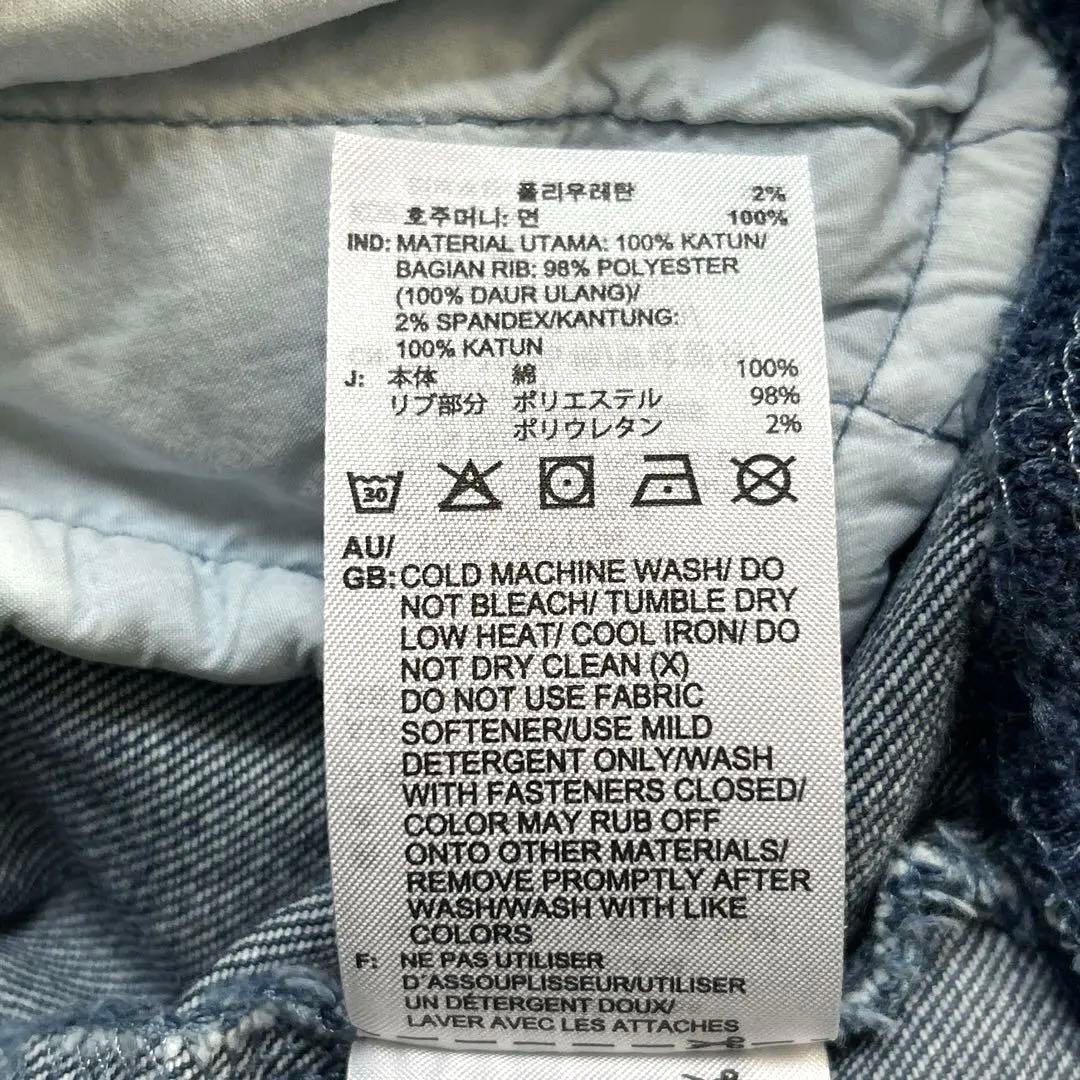 폴리우레탄 2%
호주머니: 면 100%
IND: MATERIAL UTAMA: 100% KATUN/
BAGIAN RIB: 98% POLYESTER
(100% DAUR ULANG)/
2% SPANDEX/KANTUNG:
100% KATUN
J: 本体 綿 100%
リブ部分 ポリエステル 98%
ポリウレタン 2%
30
AU/
GB: COLD MACHINE WASH/ DO
NOT BLEACH/ TUMBLE DRY
LOW HEAT/ COOL IRON/ DO
NOT DRY CLEAN (X)
DO NOT USE FABRIC
SOFTENER/USE MILD
DETERGENT ONLY/WASH
WITH FASTENERS CLOSED/
COLOR MAY RUB OFF
ONTO OTHER MATERIALS/
REMOVE PROMPTLY AFTER
WASH/WASH WITH LIKE
COLORS
F: NE PAS UTILISER
D'ASSOUPLISSEUR/UTILISER
UN DÉTERGENT DOUX/
LAVER AVEC LES ATTACHES